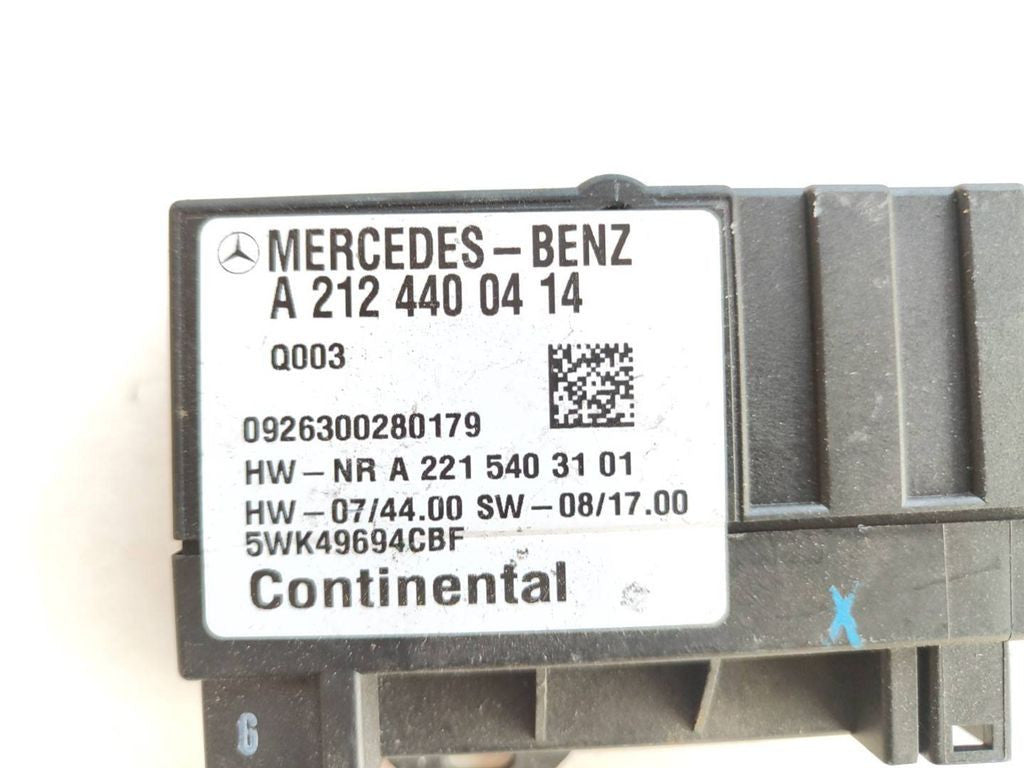 MERCEDES-BENZ
A 212 440 04 14
Q003
0926300280179
HW-NR A 221 540 31 01
HW-07/44.00 SW-08/17.00
5WK49694CBF
Continental
X
6